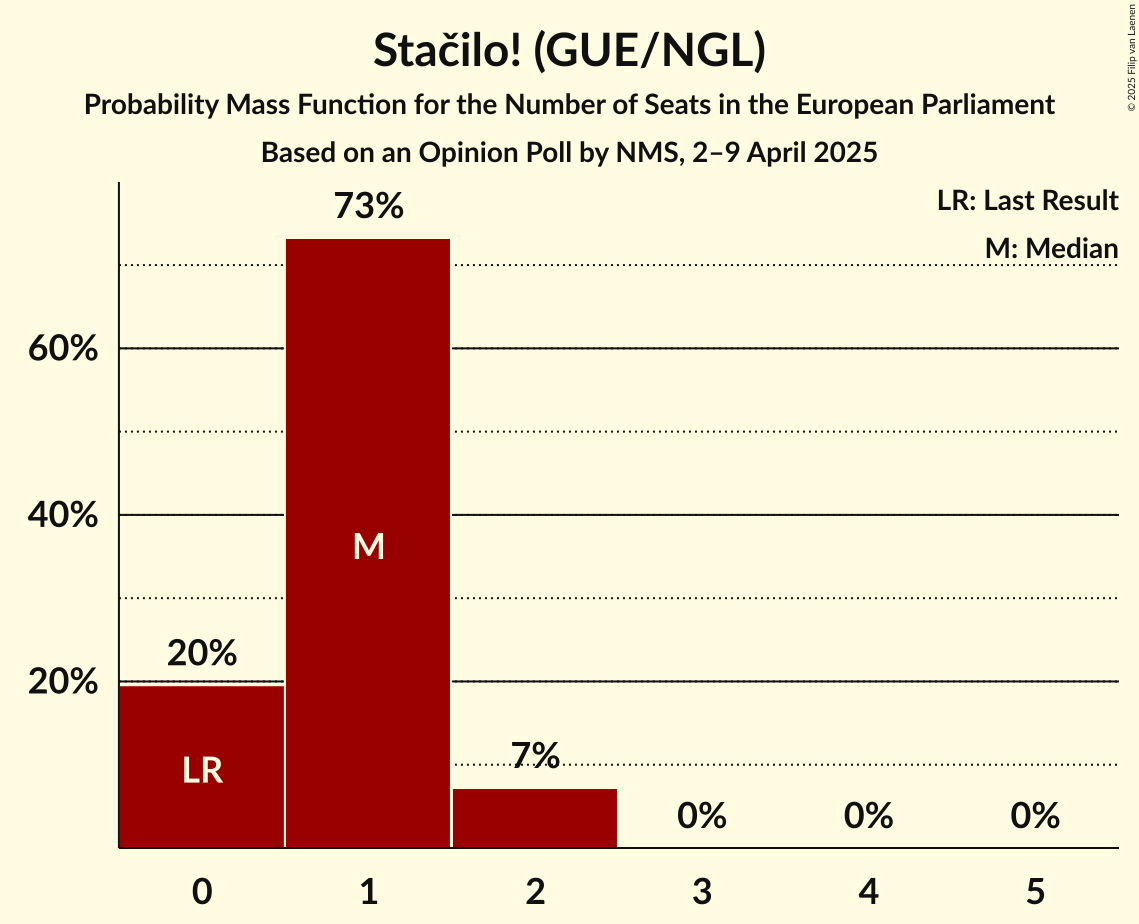 Stačilo! (GUE/NGL)
Probability Mass Function for the Number of Seats in the European Parliament
Based on an Opinion Poll by NMS, 2–9 April 2025
© 2025 Filip van Laenen
LR: Last Result
M: Median
73%
60%
40%
M
20%
20%
LR
7%
0%
0%
0%
0
1
2
3
4
5